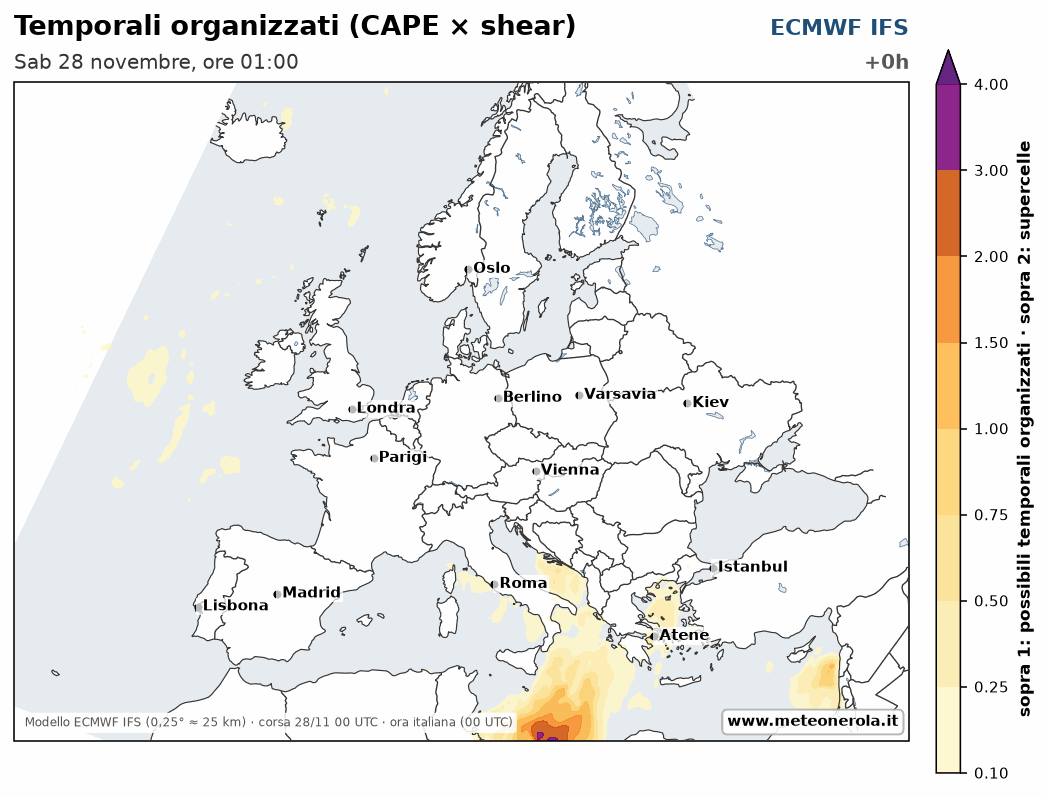 Temporali organizzati (CAPE × shear)
ECMWF IFS
Sab 28 novembre, ore 01:00
+0h
4.00
3.00
2.00
1.50
1.00
0.75
0.50
0.25
0.10
sopra 1: possibili temporali organizzati · sopra 2: supercelle
Oslo
Berlino
Varsavia
Kiev
Londra
Parigi
Vienna
Istanbul
Roma
Madrid
Lisbona
Atene
Modello ECMWF IFS (0,25° ≈ 25 km) · corsa 28/11 00 UTC · ora italiana (00 UTC)
www.meteonerola.it